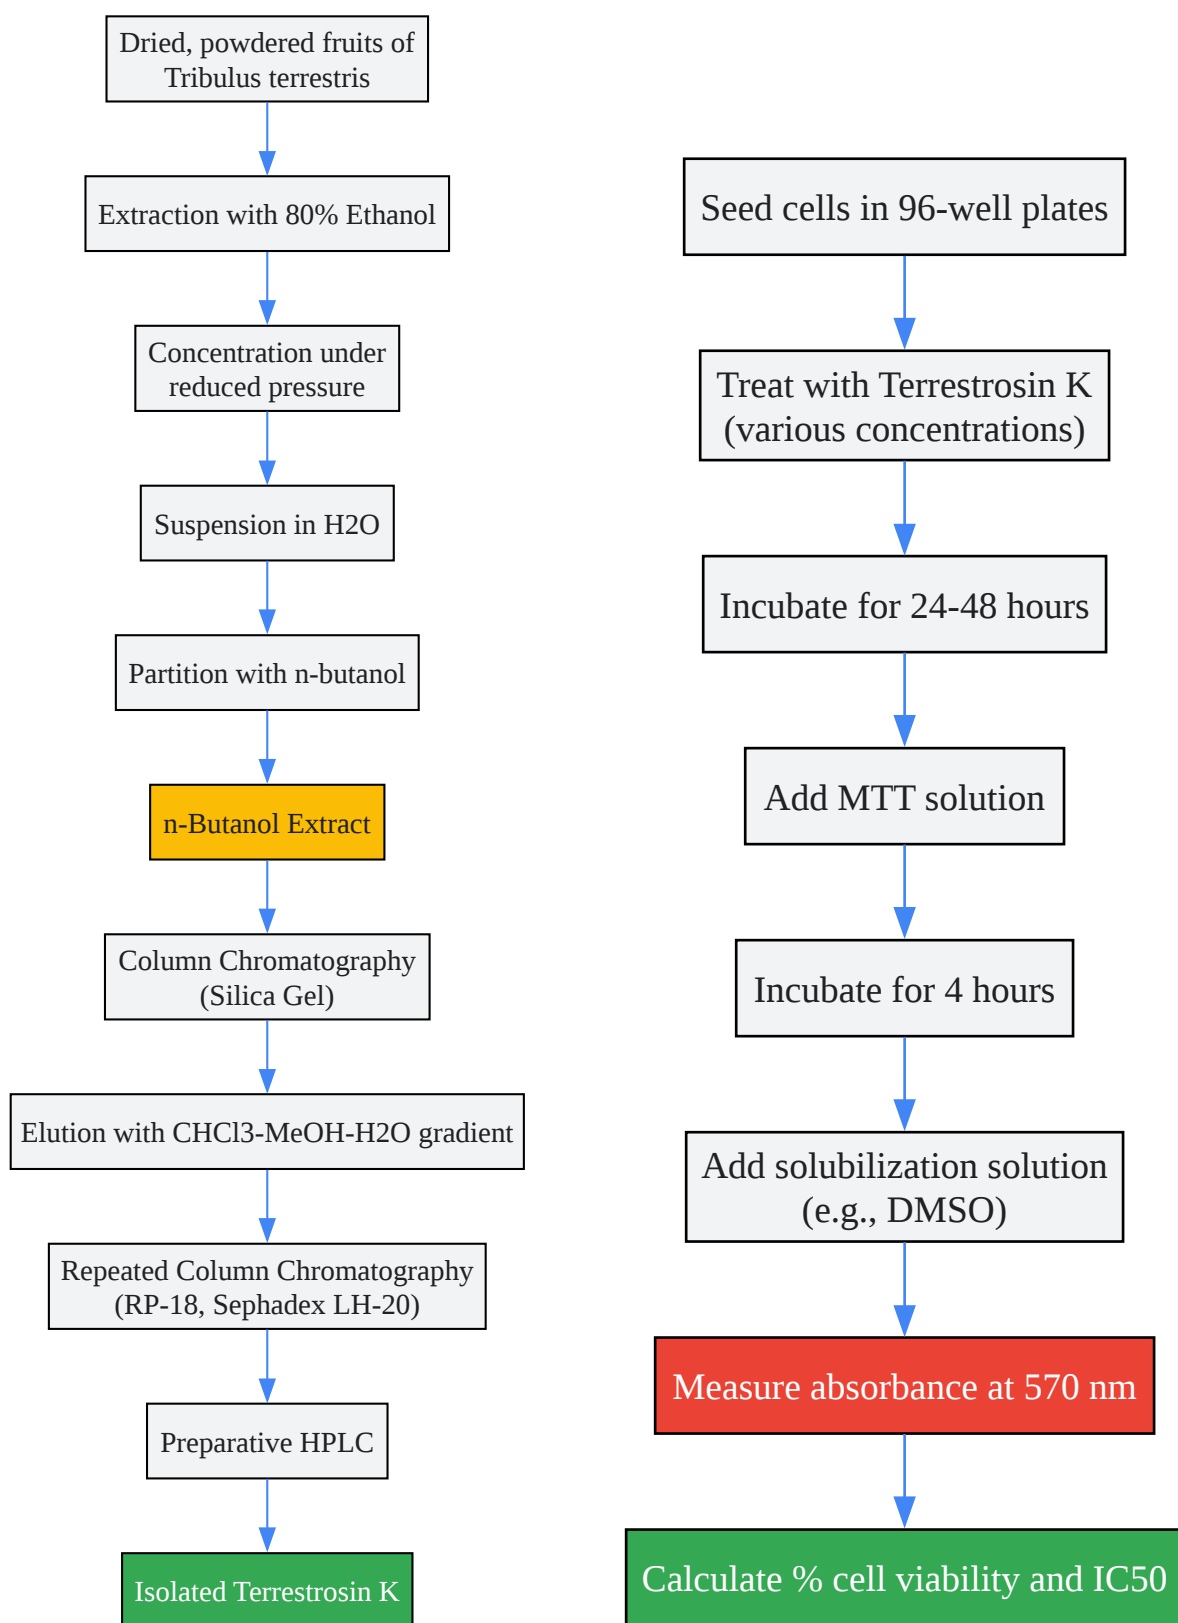 Dried, powdered fruits of
Tribulus terrestris
Extraction with 80% Ethanol
Concentration under
reduced pressure
Suspension in H2O
Partition with n-butanol
n-Butanol Extract
Column Chromatography
(Silica Gel)
Elution with CHCl3-MeOH-H2O gradient
Repeated Column Chromatography
(RP-18, Sephadex LH-20)
Preparative HPLC
Isolated Terrestrosin K
Seed cells in 96-well plates
Treat with Terrestrosin K
(various concentrations)
Incubate for 24-48 hours
Add MTT solution
Incubate for 4 hours
Add solubilization solution
(e.g., DMSO)
Measure absorbance at 570 nm
Calculate % cell viability and IC50